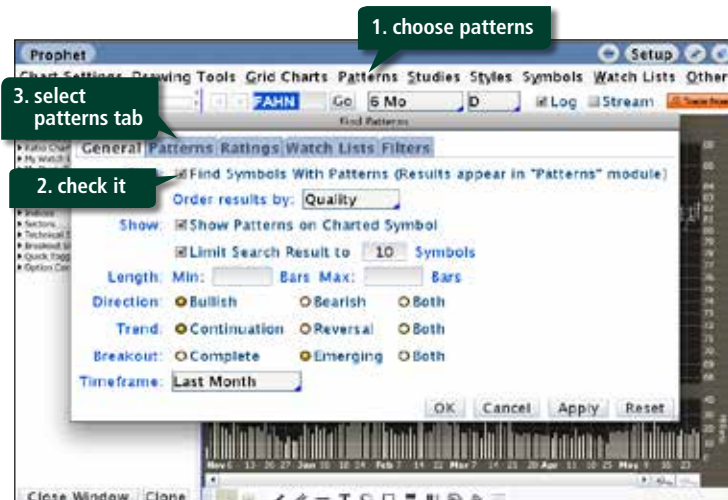 1. choose patterns
Prophet
Setup
Chart Settings Drawing Tools Grid Charts Patterns Studies Styles Symbols Watch Lists Other
3. select
patterns tab
FAHN Go 6 Mo D Log Stream
Find Patterns
General Patterns Ratings Watch Lists Filters
2. check it
Find Symbols With Patterns (Results appear in "Patterns" module)
Order results by: Quality
Show: Show Patterns on Charted Symbol
Limit Search Result to 10 Symbols
Length: Min: Bars Max: Bars
Direction: Bullish Bearish Both
Trend: Continuation Reversal Both
Breakout: Complete Emerging Both
Timeframe: Last Month
OK Cancel Apply Reset
Close Window Clone